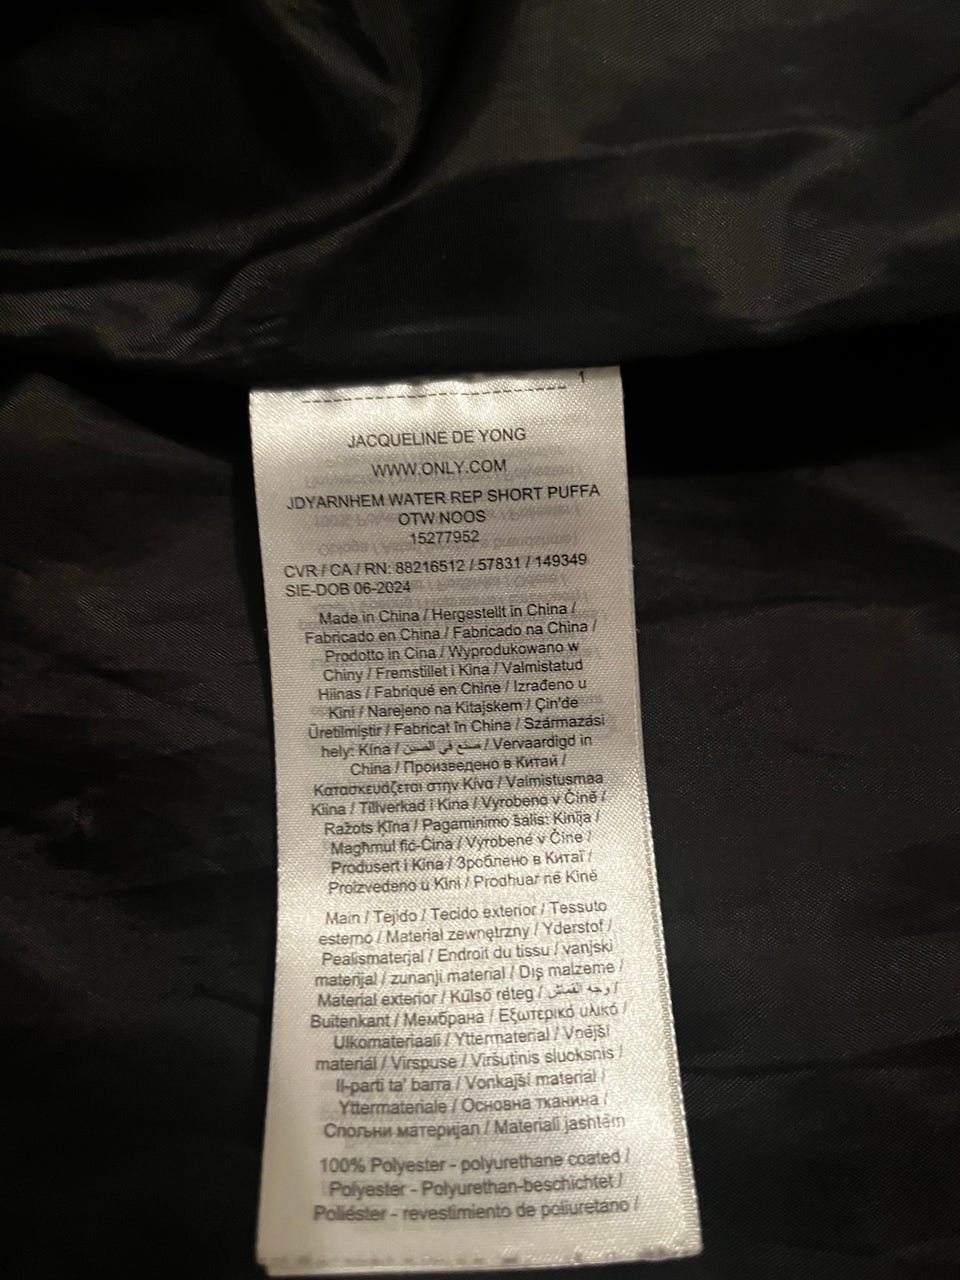 1
JACQUELINE DE YONG
WWW.ONLY.COM
JDYARNHEM WATER REP SHORT PUFFA
OTW NOOS
15277952
CVR / CA / RN: 88216512 / 57831 / 149349
SIE-DOB 06-2024
Made in China / Hergestellt in China /
Fabricado en China / Fabricado na China /
Prodotto in Cina / Wyprodukowano w
Chiny / Fremstillet i Kina / Valmistatud
Hiinas / Fabriqué en Chine / Izrađeno u
Kini / Narejeno na Kitajskem / Çin'de
Üretilmiştir / Fabricat în China / Származási
hely: Kína / صنع في الصين / Vervaardigd in
China / Произведено в Китай /
Κατασκευάζεται στην Κίνα / Valmistusmaa
Kiina / Tillverkad i Kina / Vyrobeno v Číně /
Ražots Ķīna / Pagaminimo šalis: Kinija /
Magħmul fiċ-Ċina / Vyrobené v Číne /
Produsert i Kina / Зроблено в Китаї /
Proizvedeno u Kini / Prodhuar në Kinë
Main / Tejido / Tecido exterior / Tessuto
esterno / Materiał zewnętrzny / Yderstof /
Pealismaterjal / Endroit du tissu / vanjski
materijal / zunanji material / Dış malzeme /
Material exterior / Külső réteg / وجه القماش /
Buitenkant / Мембрана / Εξωτερικό υλικό /
Ulkomateriaali / Yttermaterial / Vnější
materiál / Virspuse / Viršutinis sluoksnis /
Il-parti ta' barra / Vonkajší materiál /
Yttermateriale / Основна тканина /
Спољни материјал / Materiali jashtëm
100% Polyester - polyurethane coated /
Polyester - Polyurethan-beschichtet /
Poliéster - revestimiento de poliuretano /